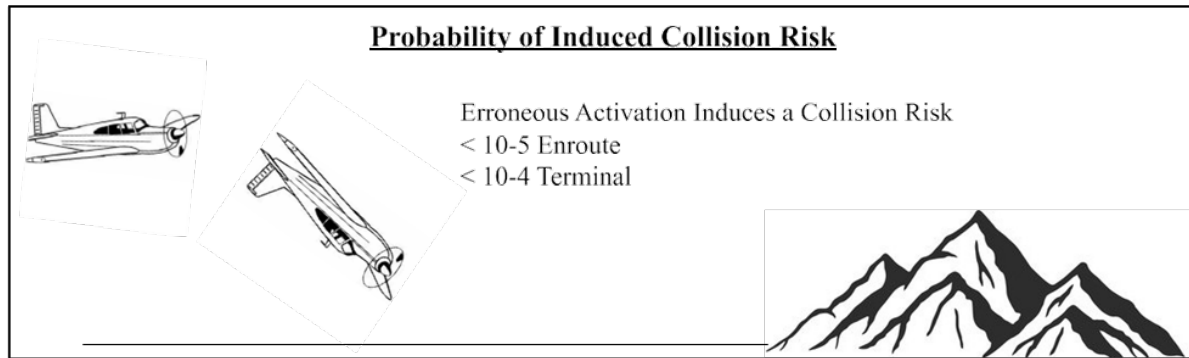 Probability of Induced Collision Risk
Erroneous Activation Induces a Collision Risk
< 10-5 Enroute
< 10-4 Terminal